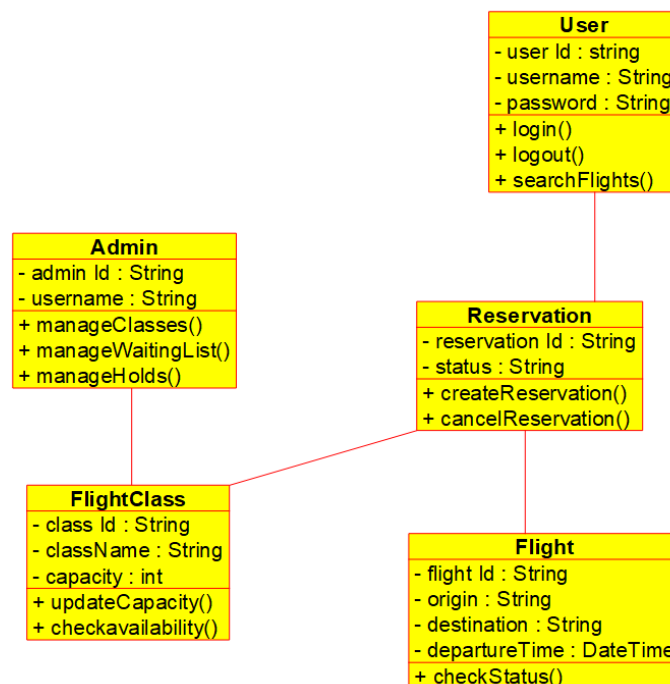 User
- user Id : string
- username : String
- password : String
+ login()
+ logout()
+ searchFlights()
Admin
- admin Id : String
- username : String
+ manageClasses()
+ manageWaitingList()
+ manageHolds()
Reservation
- reservation Id : String
- status : String
+ createReservation()
+ cancelReservation()
FlightClass
- class Id : String
- className : String
- capacity : int
+ updateCapacity()
+ checkavailability()
Flight
- flight Id : String
- origin : String
- destination : String
- departureTime : DateTime
+ checkStatus()